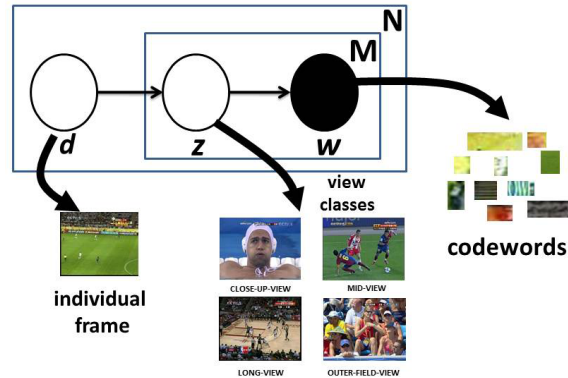 N
M
d
z
w
view
classes
codewords
individual
frame
CLOSE-UP-VIEW
MID-VIEW
LONG-VIEW
OUTER-FIELD-VIEW